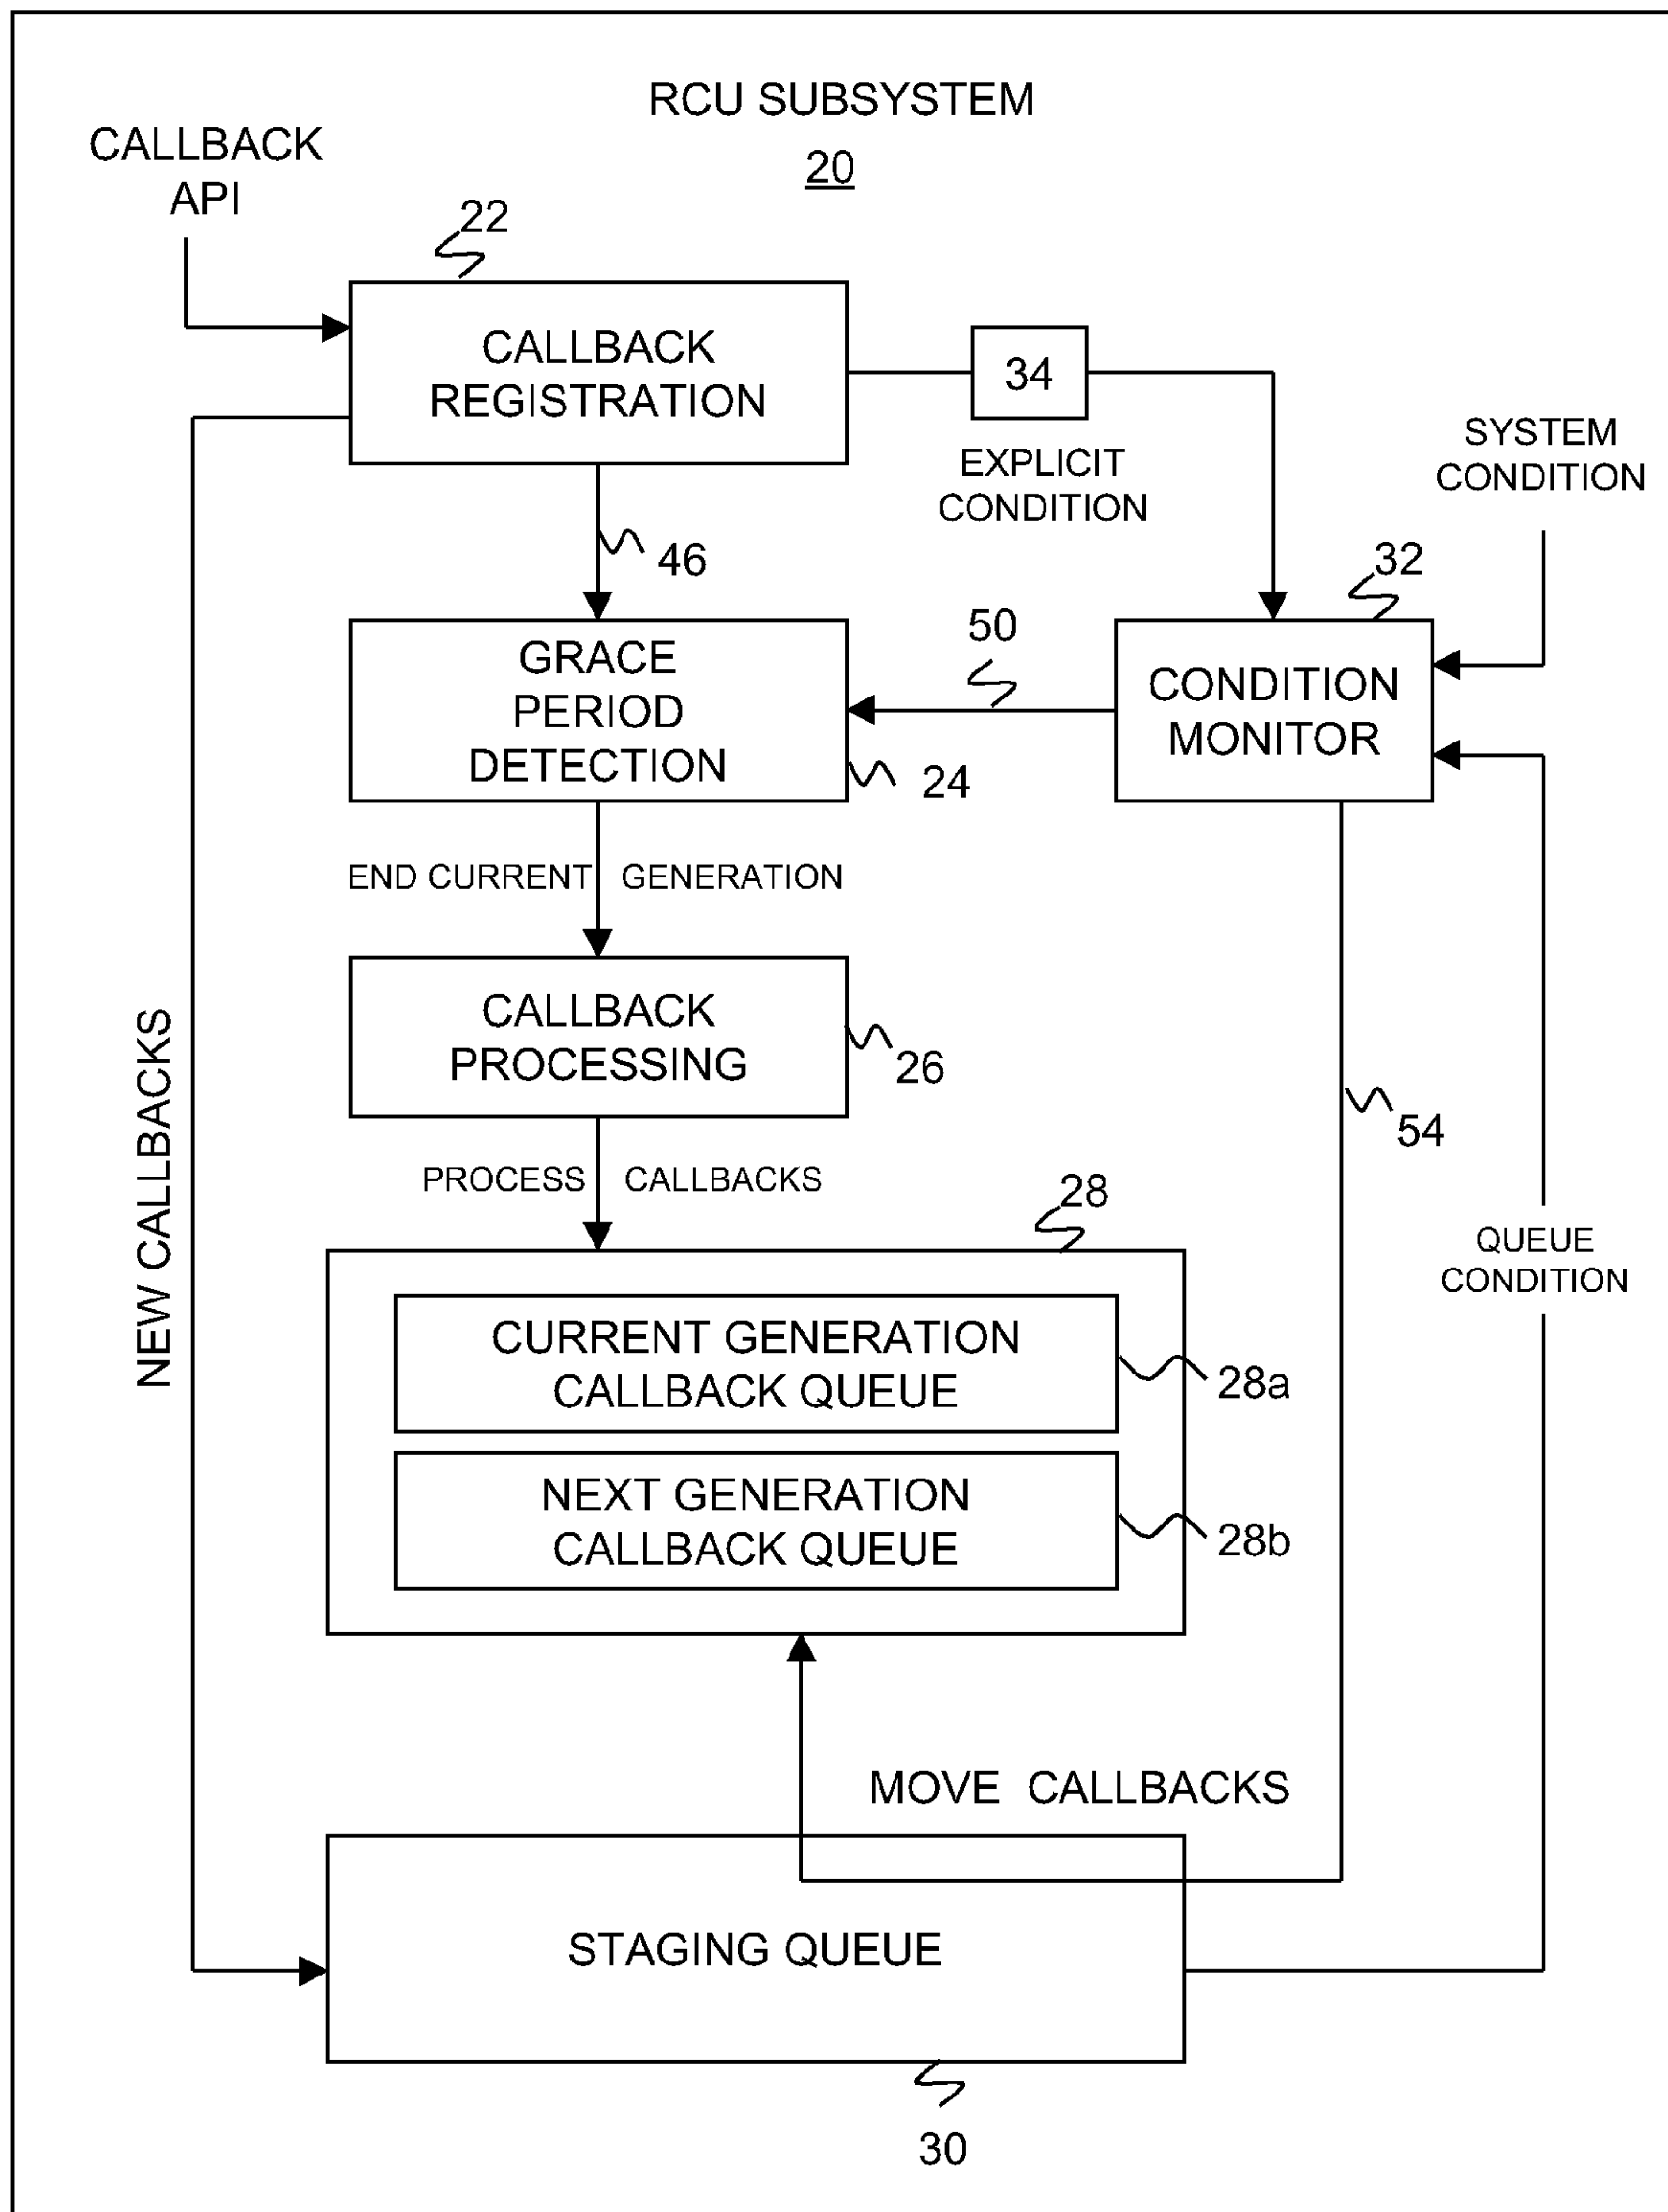 RCU SUBSYSTEM
20
CALLBACK
API
22
CALLBACK
REGISTRATION
34
EXPLICIT
CONDITION
SYSTEM
CONDITION
46
32
50
GRACE
PERIOD
DETECTION
24
CONDITION
MONITOR
END CURRENT GENERATION
CALLBACK
PROCESSING
26
54
NEW CALLBACKS
PROCESS CALLBACKS
28
QUEUE
CONDITION
CURRENT GENERATION
CALLBACK QUEUE
28a
NEXT GENERATION
CALLBACK QUEUE
28b
MOVE CALLBACKS
STAGING QUEUE
30